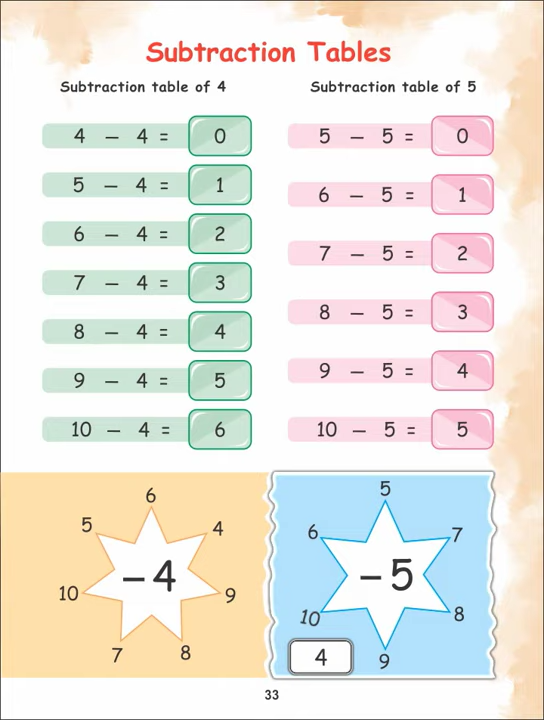 Subtraction Tables
Subtraction table of 4
4 – 4 = 0
5 – 4 = 1
6 – 4 = 2
7 – 4 = 3
8 – 4 = 4
9 – 4 = 5
10 – 4 = 6
Subtraction table of 5
5 – 5 = 0
6 – 5 = 1
7 – 5 = 2
8 – 5 = 3
9 – 5 = 4
10 – 5 = 5
6
5
4
10
– 4
9
7
8
5
6
7
– 5
10
8
4
9
33